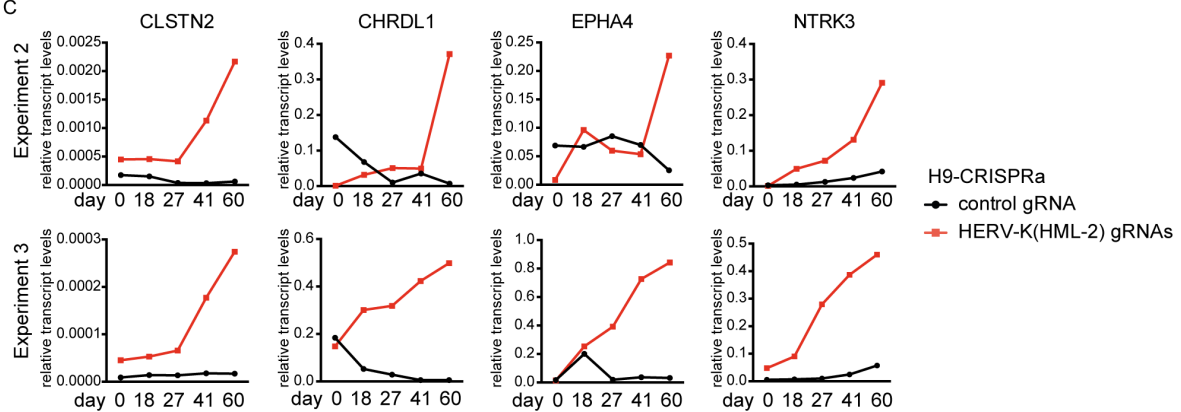 C
CLSTN2 CHRDL1 EPHA4 NTRK3
Experiment 2
relative transcript levels
0.0025
0.0020
0.0015
0.0010
0.0005
0.0000
day 0 18 27 41 60
relative transcript levels
0.4
0.3
0.2
0.1
0.0
day 0 18 27 41 60
relative transcript levels
0.25
0.20
0.15
0.10
0.05
0.00
day 0 18 27 41 60
relative transcript levels
0.4
0.3
0.2
0.1
0.0
day 0 18 27 41 60
H9-CRISPRa
control gRNA
HERV-K(HML-2) gRNAs
Experiment 3
relative transcript levels
0.0003
0.0002
0.0001
0.0000
day 0 18 27 41 60
relative transcript levels
0.6
0.4
0.2
0.0
day 0 18 27 41 60
relative transcript levels
1.0
0.8
0.6
0.4
0.2
0.0
day 0 18 27 41 60
relative transcript levels
0.5
0.4
0.3
0.2
0.1
0.0
day 0 18 27 41 60